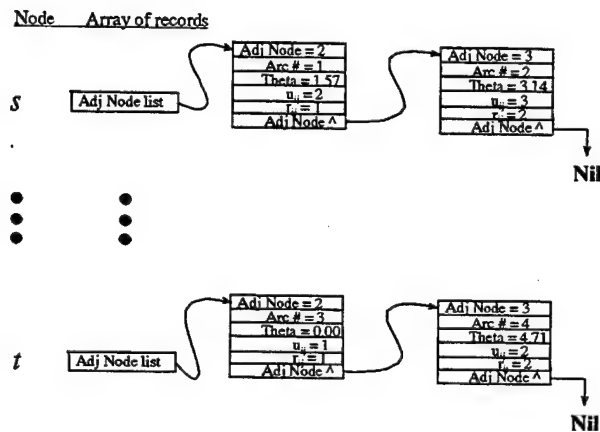 Node Array of records
s
Adj Node list
Adj Node = 2
Arc # = 1
Theta = 1.57
u_ij = 2
r_ij = 1
Adj Node ^
Adj Node = 3
Arc # = 2
Theta = 3.14
u_ij = 3
r_ij = 2
Adj Node ^
Nil
t
Adj Node list
Adj Node = 2
Arc # = 3
Theta = 0.00
u_ij = 1
r_ij = 1
Adj Node ^
Adj Node = 3
Arc # = 4
Theta = 4.71
u_ij = 2
r_ij = 2
Adj Node ^
Nil